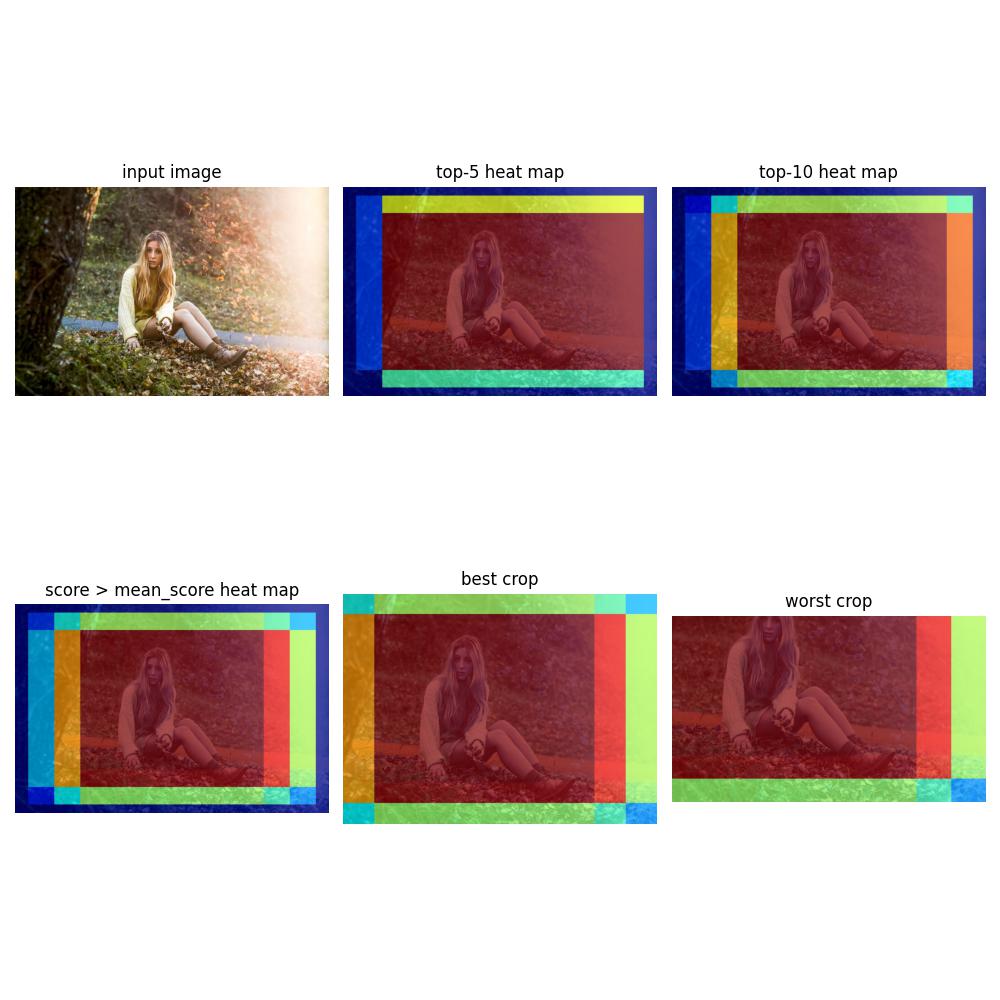 input image
top-5 heat map
top-10 heat map
score > mean_score heat map
best crop
worst crop